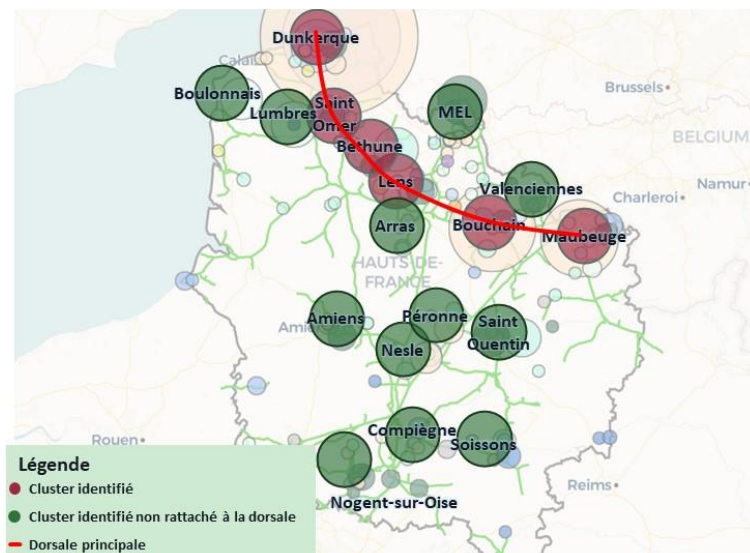 Dunkerque
Calais
Boulonnais
Lumbres
Saint
Omer
MEL
Brussels
Béthune
BELGIUM
Lens
Valenciennes
Namur
Charleroi
Arras
Bouchain
Maubeuge
HAUTS-DE-
FRANCE
Amiens
Amiens
Péronne
Saint
Quentin
Nesle
Compiègne
Soissons
Rouen
Reims
Nogent-sur-Oise
Légende
Cluster identifié
Cluster identifié non rattaché à la dorsale
Dorsale principale